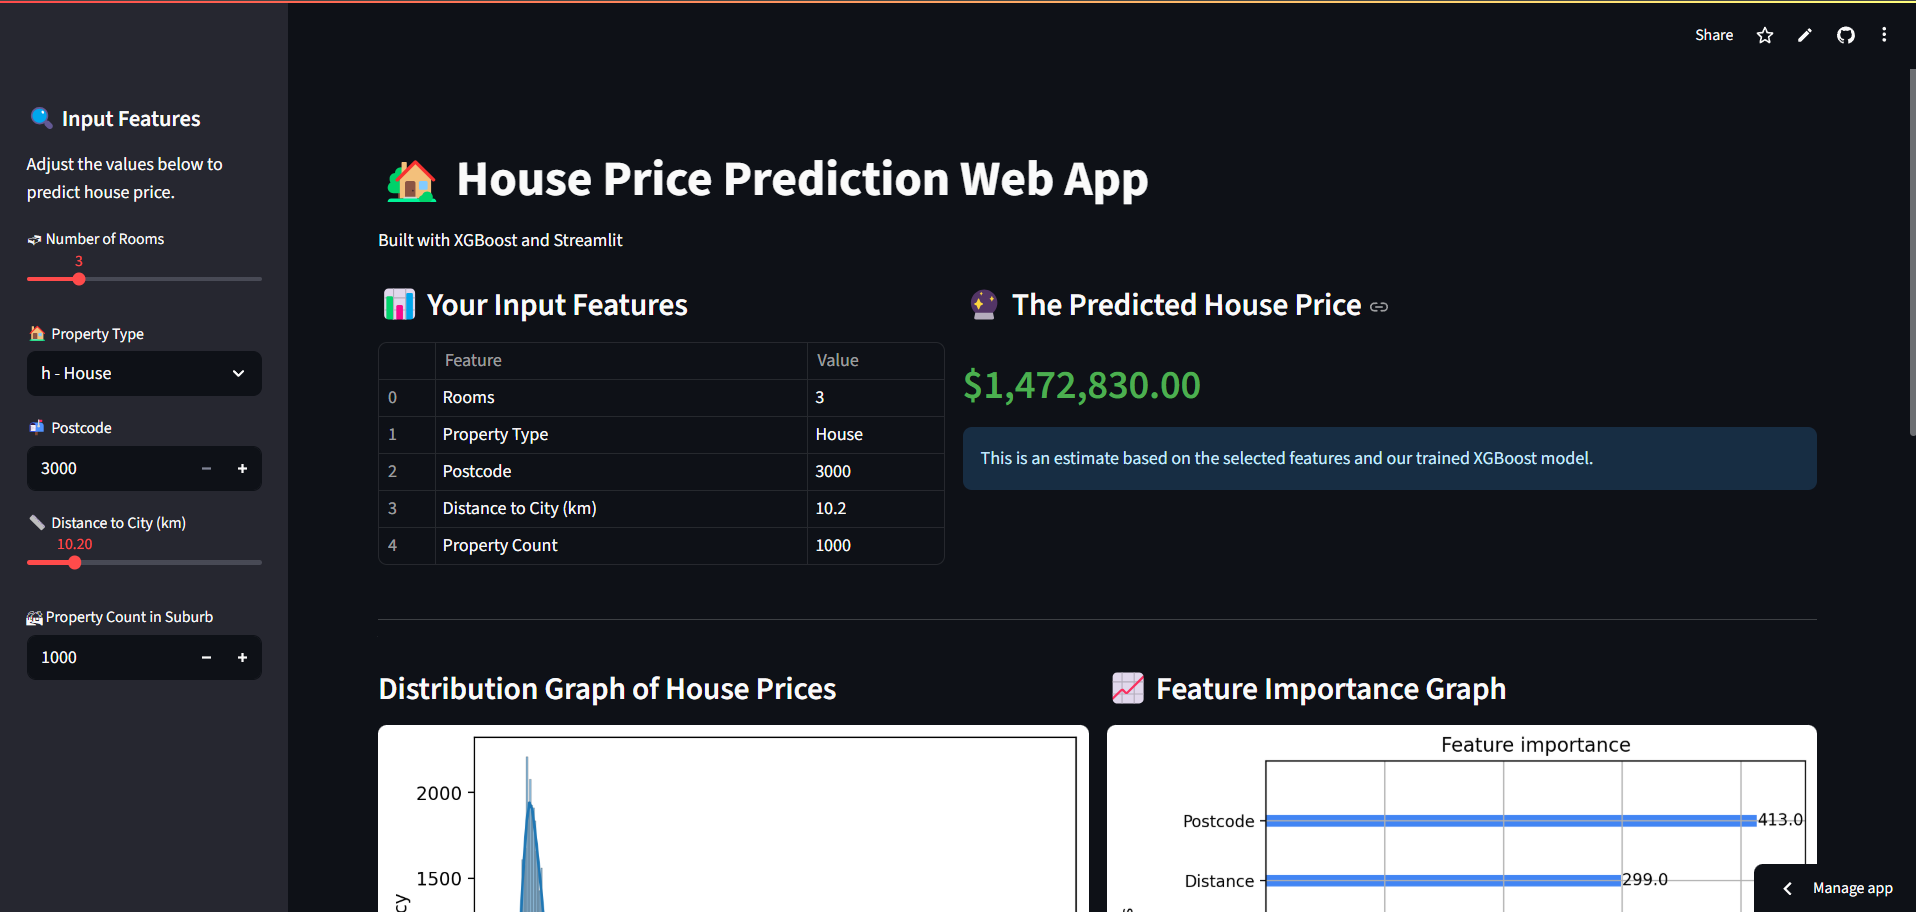 Share
Input Features
Adjust the values below to
predict house price.
Number of Rooms
3
Property Type
h - House
Postcode
3000
Distance to City (km)
10.20
Property Count in Suburb
1000
House Price Prediction Web App
Built with XGBoost and Streamlit
Your Input Features
Feature Value
0 Rooms 3
1 Property Type House
2 Postcode 3000
3 Distance to City (km) 10.2
4 Property Count 1000
The Predicted House Price
$1,472,830.00
This is an estimate based on the selected features and our trained XGBoost model.
Distribution Graph of House Prices
2000
1500
Feature Importance Graph
Feature importance
Postcode 413.0
Distance 299.0
Manage app